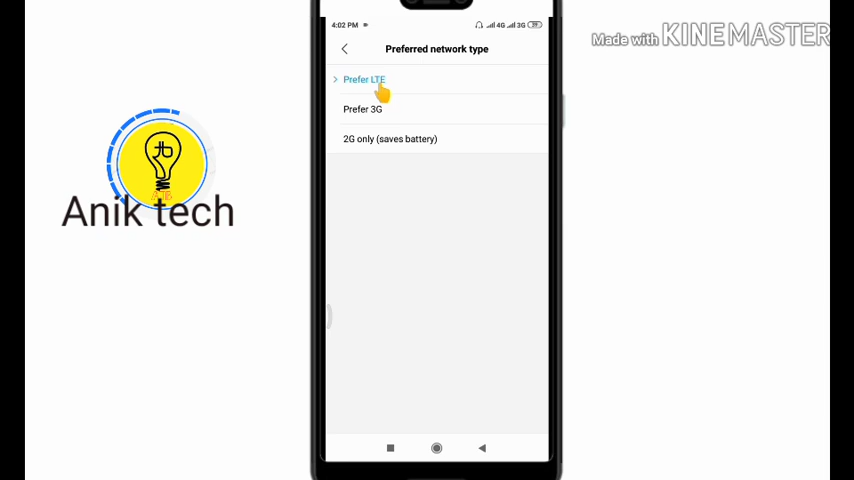 4:02 PM
4G 3G 39
Preferred network type
Made with KINEMASTER
Prefer LTE
Prefer 3G
2G only (saves battery)
Anik tech